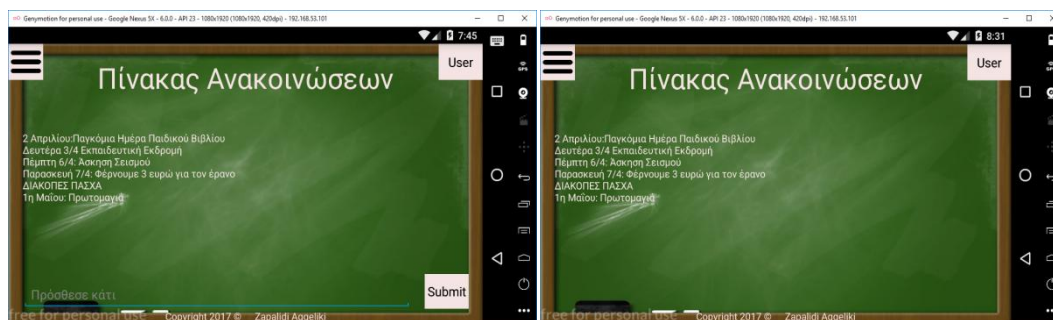 Genymotion for personal use - Google Nexus 5X - 6.0.0 - API 23 - 1080x1920 (1080x1920, 420dpi) - 192.168.53.101
7:45
User
Πίνακας Ανακοινώσεων
2 Απριλίου:Παγκόμια Ημέρα Παιδικού Βιβλίου
Δευτέρα 3/4 Εκπαιδευτική Εκδρομή
Πέμπτη 6/4: Άσκηση Σεισμού
Παρασκευή 7/4: Φέρνουμε 3 ευρώ για τον έρανο
ΔΙΑΚΟΠΕΣ ΠΑΣΧΑ
1η Μαΐου: Πρωτομαγιά
Πρόσθεσε κάτι
Submit
free for personal use
Copyright 2017 © Zapalidi Aggeliki
GPS
Genymotion for personal use - Google Nexus 5X - 6.0.0 - API 23 - 1080x1920 (1080x1920, 420dpi) - 192.168.53.101
8:31
User
Πίνακας Ανακοινώσεων
2 Απριλίου:Παγκόμια Ημέρα Παιδικού Βιβλίου
Δευτέρα 3/4 Εκπαιδευτική Εκδρομή
Πέμπτη 6/4: Άσκηση Σεισμού
Παρασκευή 7/4: Φέρνουμε 3 ευρώ για τον έρανο
ΔΙΑΚΟΠΕΣ ΠΑΣΧΑ
1η Μαΐου: Πρωτομαγιά
free for personal use
Copyright 2017 © Zapalidi Aggeliki
GPS